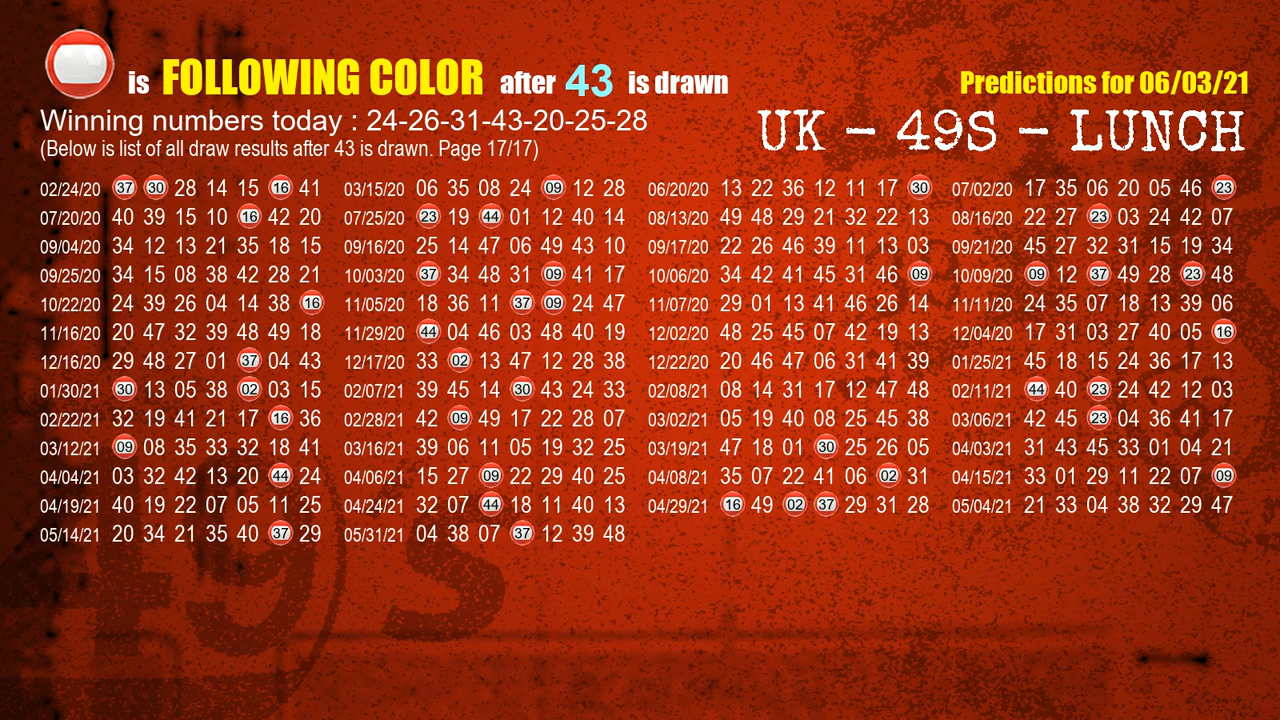 is FOLLOWING COLOR after 43 is drawn
Predictions for 06/03/21
Winning numbers today : 24-26-31-43-20-25-28
UK - 49S - LUNCH
(Below is list of all draw results after 43 is drawn. Page 17/17)
02/24/20 37 30 28 14 15 16 41 03/15/20 06 35 08 24 09 12 28 06/20/20 13 22 36 12 11 17 30 07/02/20 17 35 06 20 05 46 23
07/20/20 40 39 15 10 16 42 20 07/25/20 23 19 44 01 12 40 14 08/13/20 49 48 29 21 32 22 13 08/16/20 22 27 23 03 24 42 07
09/04/20 34 12 13 21 35 18 15 09/16/20 25 14 47 06 49 43 10 09/17/20 22 26 46 39 11 13 03 09/21/20 45 27 32 31 15 19 34
09/25/20 34 15 08 38 42 28 21 10/03/20 37 34 48 31 09 41 17 10/06/20 34 42 41 45 31 46 09 10/09/20 09 12 37 49 28 23 48
10/22/20 24 39 26 04 14 38 16 11/05/20 18 36 11 37 09 24 47 11/07/20 29 01 13 41 46 26 14 11/11/20 24 35 07 18 13 39 06
11/16/20 20 47 32 39 48 49 18 11/29/20 44 04 46 03 48 40 19 12/02/20 48 25 45 07 42 19 13 12/04/20 17 31 03 27 40 05 16
12/16/20 29 48 27 01 37 04 43 12/17/20 33 02 13 47 12 28 38 12/22/20 20 46 47 06 31 41 39 01/25/21 45 18 15 24 36 17 13
01/30/21 30 13 05 38 02 03 15 02/07/21 39 45 14 30 43 24 33 02/08/21 08 14 31 17 12 47 48 02/11/21 44 40 23 24 42 12 03
02/22/21 32 19 41 21 17 16 36 02/28/21 42 09 49 17 22 28 07 03/02/21 05 19 40 08 25 45 38 03/06/21 42 45 23 04 36 41 17
03/12/21 09 08 35 33 32 18 41 03/16/21 39 06 11 05 19 32 25 03/19/21 47 18 01 30 25 26 05 04/03/21 31 43 45 33 01 04 21
04/04/21 03 32 42 13 20 44 24 04/06/21 15 27 09 22 29 40 25 04/08/21 35 07 22 41 06 02 31 04/15/21 33 01 29 11 22 07 09
04/19/21 40 19 22 07 05 11 25 04/24/21 32 07 44 18 11 40 13 04/29/21 16 49 02 37 29 31 28 05/04/21 21 33 04 38 32 29 47
05/14/21 20 34 21 35 40 37 29 05/31/21 04 38 07 37 12 39 48
49's